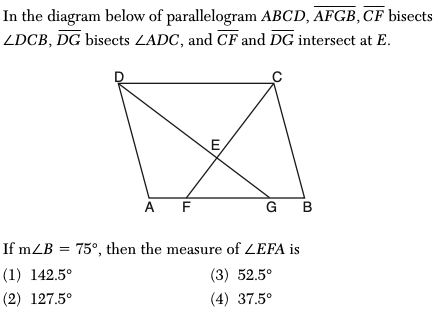 In the diagram below of parallelogram ABCD, AFGB, CF bisects
∠DCB, DG bisects ∠ADC, and CF and DG intersect at E.
D C
E
A F G B
If m∠B = 75°, then the measure of ∠EFA is
(1) 142.5° (3) 52.5°
(2) 127.5° (4) 37.5°